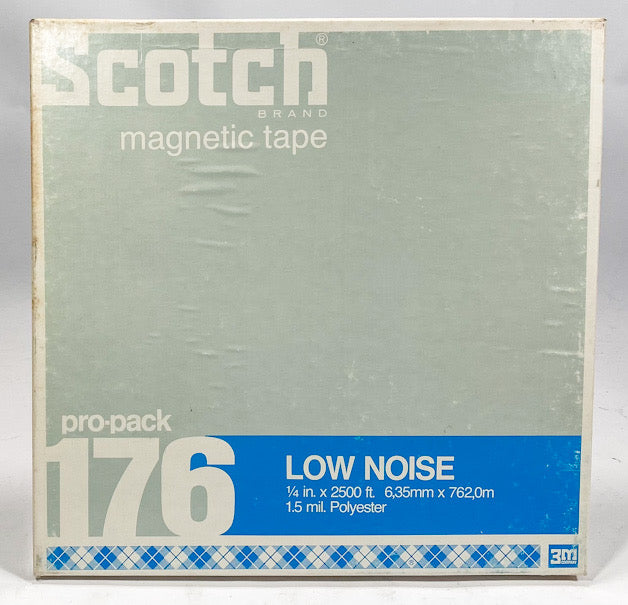 Scotch®
BRAND
magnetic tape
pro-pack
176
LOW NOISE
¼ in. x 2500 ft. 6,35mm x 762,0m
1.5 mil. Polyester
®
3M
COMPANY